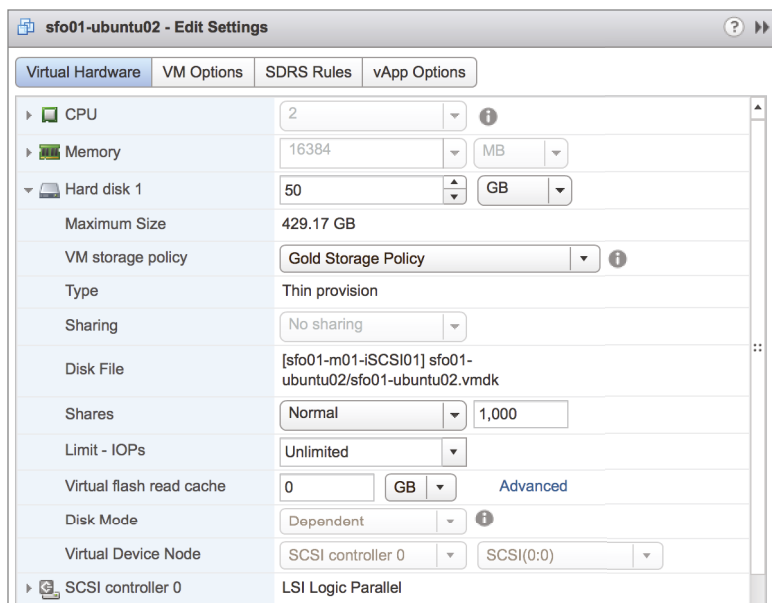 sfo01-ubuntu02 - Edit Settings
Virtual Hardware VM Options SDRS Rules vApp Options
CPU 2
Memory 16384 MB
Hard disk 1 50 GB
Maximum Size 429.17 GB
VM storage policy Gold Storage Policy
Type Thin provision
Sharing No sharing
Disk File [sfo01-m01-iSCSI01] sfo01-
ubuntu02/sfo01-ubuntu02.vmdk
Shares Normal 1,000
Limit - IOPs Unlimited
Virtual flash read cache 0 GB Advanced
Disk Mode Dependent
Virtual Device Node SCSI controller 0 SCSI(0:0)
SCSI controller 0 LSI Logic Parallel